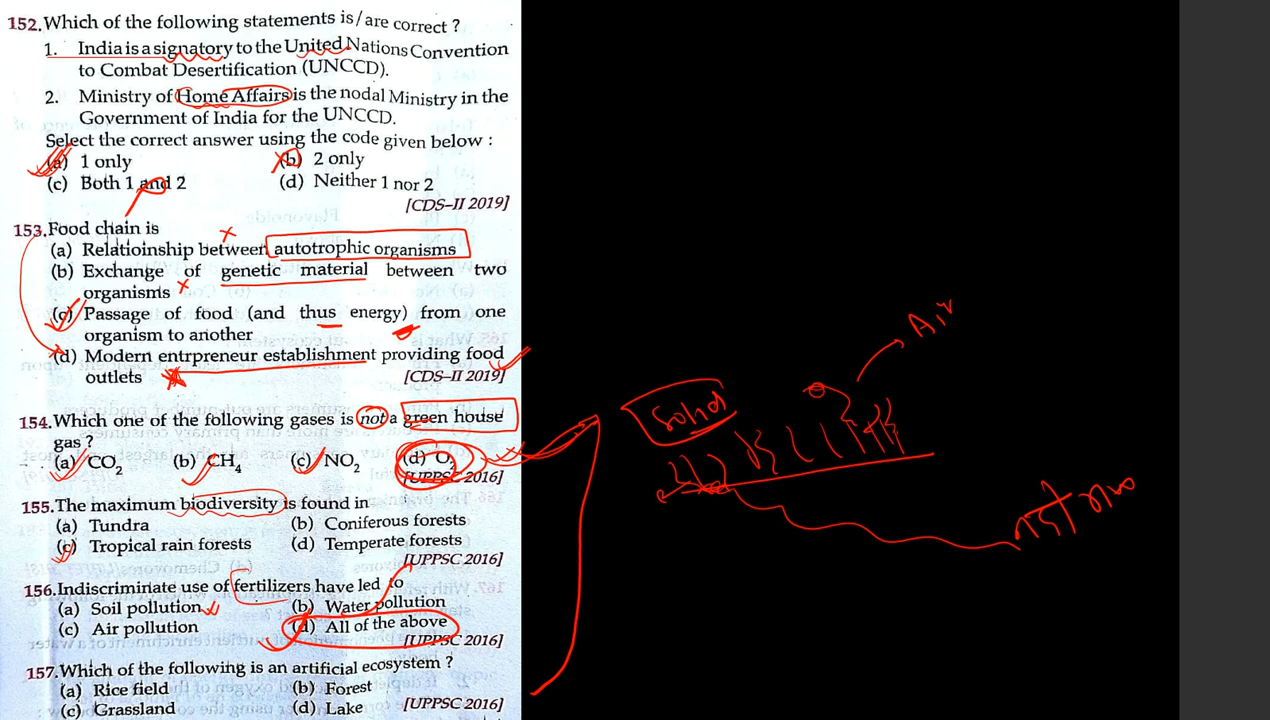 152.Which of the following statements is/are correct ?
1. India is a signatory to the United Nations Convention
to Combat Desertification (UNCCD).
2. Ministry of Home Affairs is the nodal Ministry in the
Government of India for the UNCCD.
Select the correct answer using the code given below :
(a) 1 only (b) 2 only
(c) Both 1 and 2 (d) Neither 1 nor 2
[CDS–II 2019]
153.Food chain is
(a) Relatioinship between autotrophic organisms
(b) Exchange of genetic material between two
organisms
(c) Passage of food (and thus energy) from one
organism to another
(d) Modern entrpreneur establishment providing food
outlets [CDS–II 2019]
154.Which one of the following gases is not a green house
gas ?
(a) CO2 (b) CH4 (c) NO2 (d) O2
[UPPSC 2016]
155.The maximum biodiversity is found in
(a) Tundra (b) Coniferous forests
(c) Tropical rain forests (d) Temperate forests
[UPPSC 2016]
156.Indiscriminate use of fertilizers have led to
(a) Soil pollution (b) Water pollution
(c) Air pollution (d) All of the above
[UPPSC 2016]
157.Which of the following is an artificial ecosystem ?
(a) Rice field (b) Forest
(c) Grassland (d) Lake [UPPSC 2016]
Air
Solid